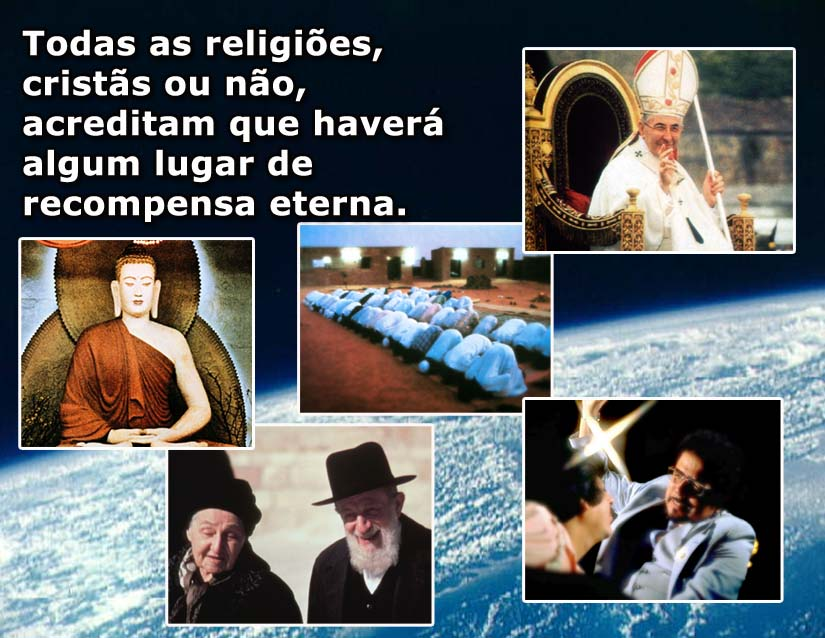 Todas as religiões,
cristãs ou não,
acreditam que haverá
algum lugar de
recompensa eterna.